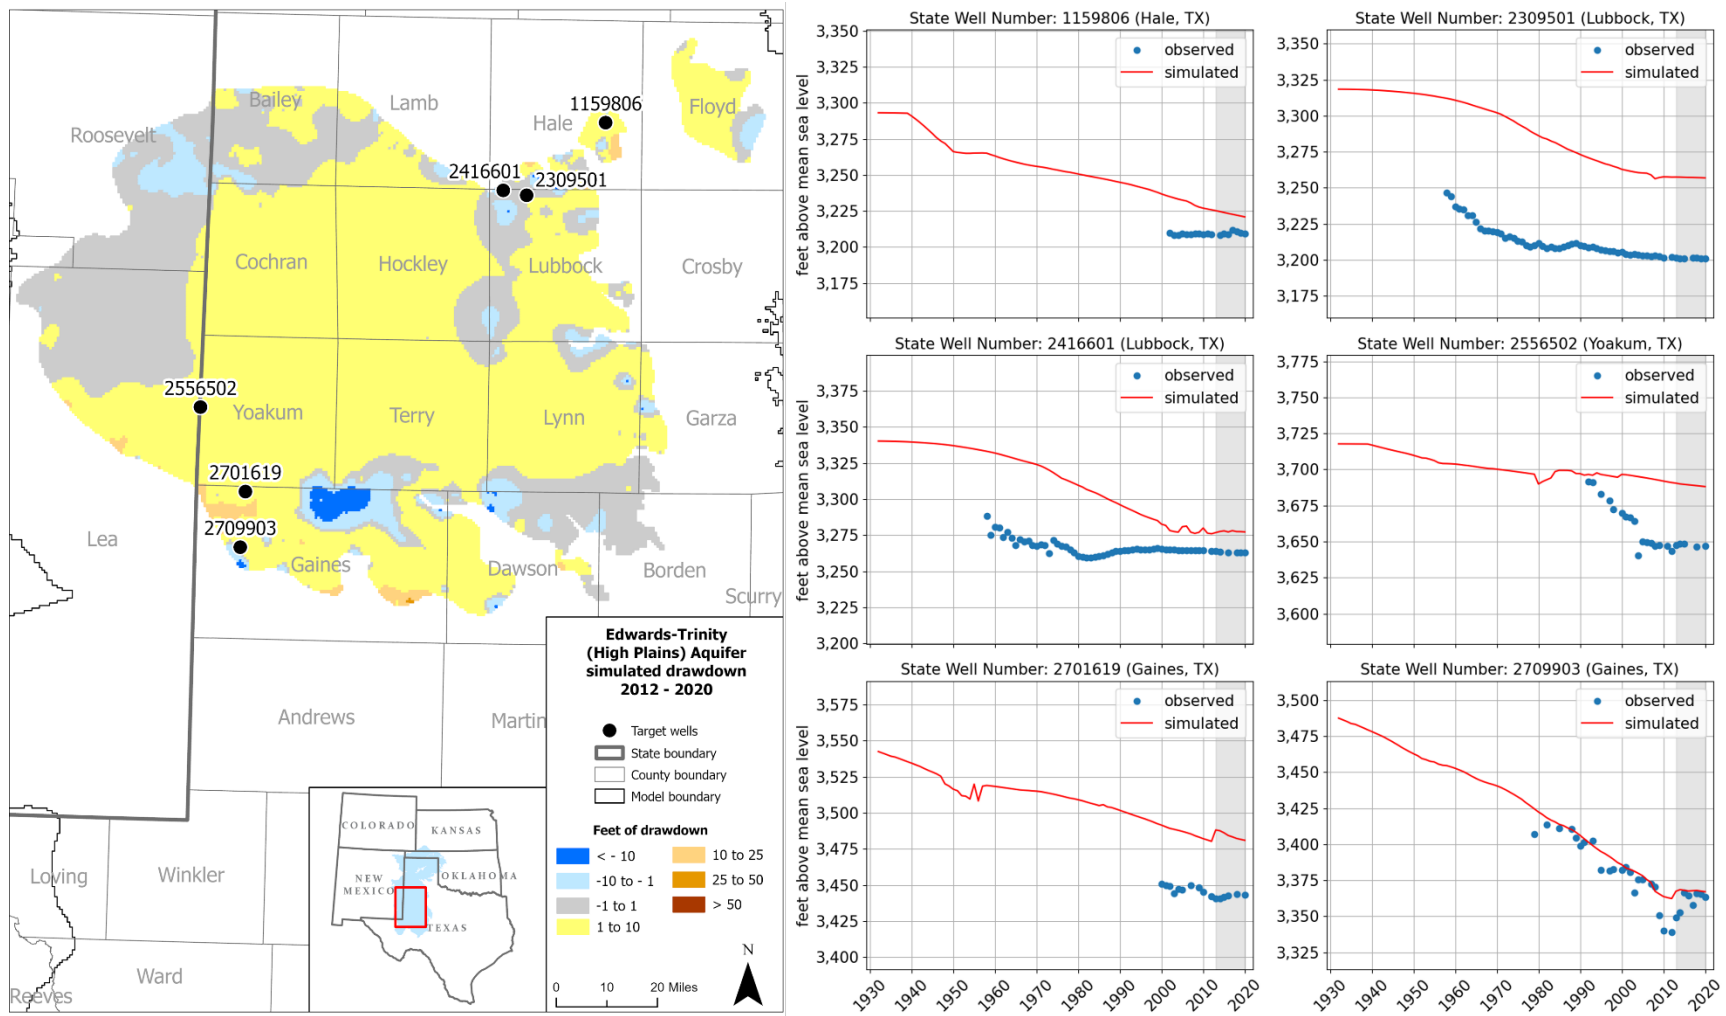 Bailey
Lamb
Roosevelt
Hale
1159806
Floyd
2416601
2309501
Cochran
Hockley
Lubbock
Crosby
2556502
Yoakum
Terry
Lynn
Garza
2701619
2709903
Lea
Gaines
Dawson
Borden
Scurry
Andrews
Martin
Loving
Winkler
Ward
Reeves
Edwards-Trinity
(High Plains) Aquifer
simulated drawdown
2012 - 2020
Target wells
State boundary
County boundary
Model boundary
Feet of drawdown
< - 10
-10 to - 1
-1 to 1
1 to 10
10 to 25
25 to 50
> 50
N
0 10 20 Miles
COLORADO
KANSAS
NEW
MEXICO
OKLAHOMA
TEXAS
State Well Number: 1159806 (Hale, TX)
observed
simulated
feet above mean sea level
3,350
3,325
3,300
3,275
3,250
3,225
3,200
3,175
State Well Number: 2309501 (Lubbock, TX)
observed
simulated
3,350
3,325
3,300
3,275
3,250
3,225
3,200
3,175
State Well Number: 2416601 (Lubbock, TX)
observed
simulated
feet above mean sea level
3,375
3,350
3,325
3,300
3,275
3,250
3,225
3,200
State Well Number: 2556502 (Yoakum, TX)
observed
simulated
3,775
3,750
3,725
3,700
3,675
3,650
3,625
3,600
State Well Number: 2701619 (Gaines, TX)
observed
simulated
feet above mean sea level
3,575
3,550
3,525
3,500
3,475
3,450
3,425
3,400
1930 1940 1950 1960 1970 1980 1990 2000 2010 2020
State Well Number: 2709903 (Gaines, TX)
observed
simulated
3,500
3,475
3,450
3,425
3,400
3,375
3,350
3,325
1930 1940 1950 1960 1970 1980 1990 2000 2010 2020